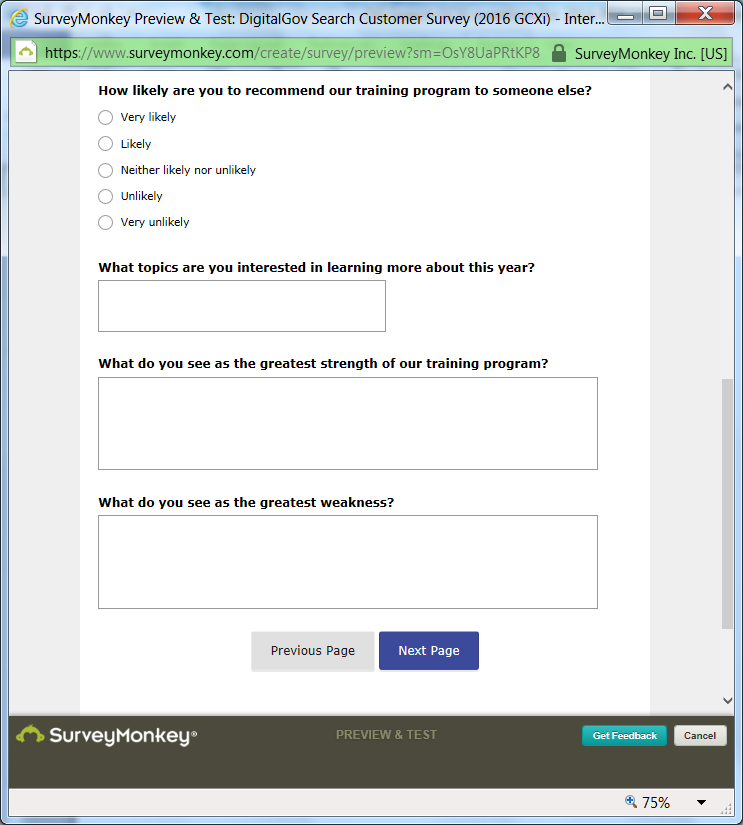 SurveyMonkey Preview & Test: DigitalGov Search Customer Survey (2016 GCXi) - Inter...
https://www.surveymonkey.com/create/survey/preview?sm=OsY8UaPRtKP8 SurveyMonkey Inc. [US]
How likely are you to recommend our training program to someone else?
Very likely
Likely
Neither likely nor unlikely
Unlikely
Very unlikely
What topics are you interested in learning more about this year?
What do you see as the greatest strength of our training program?
What do you see as the greatest weakness?
Previous Page Next Page
SurveyMonkey® PREVIEW & TEST Get Feedback Cancel
75%